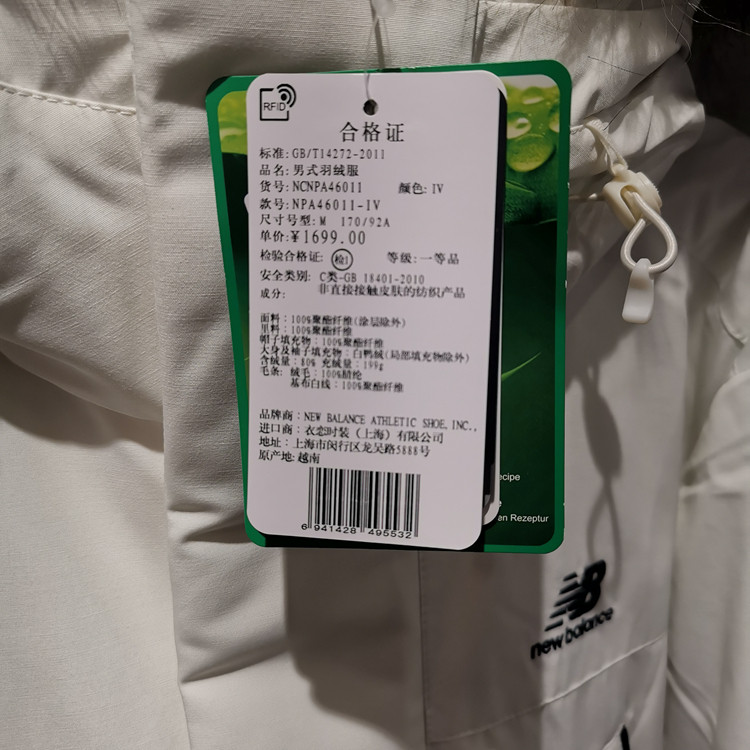 RFID
合格证
标准:GB/T14272-2011
品名:男式羽绒服
货号:NCNPA46011 颜色:IV
款号:NPA46011-IV
尺寸号型:M 170/92A
单价:¥1699.00
检验合格证: 检1 等级:一等品
安全类别: C类-GB 18401-2010
非直接接触皮肤的纺织产品
成分:
面料:100%聚酯纤维(涂层除外)
里料:100%聚酯纤维
帽子填充物:100%聚酯纤维
大身及袖子填充物:白鸭绒(局部填充物除外)
含绒量:80% 充绒量:199g
毛条: 绒毛:100%腈纶
基布白线:100%聚酯纤维
品牌商:NEW BALANCE ATHLETIC SHOE,INC.,
进口商:衣恋时装(上海)有限公司
地址:上海市闵行区龙吴路5888号
原产地:越南
6 941428 495532
ecipe
en Rezeptur
NB
new balance